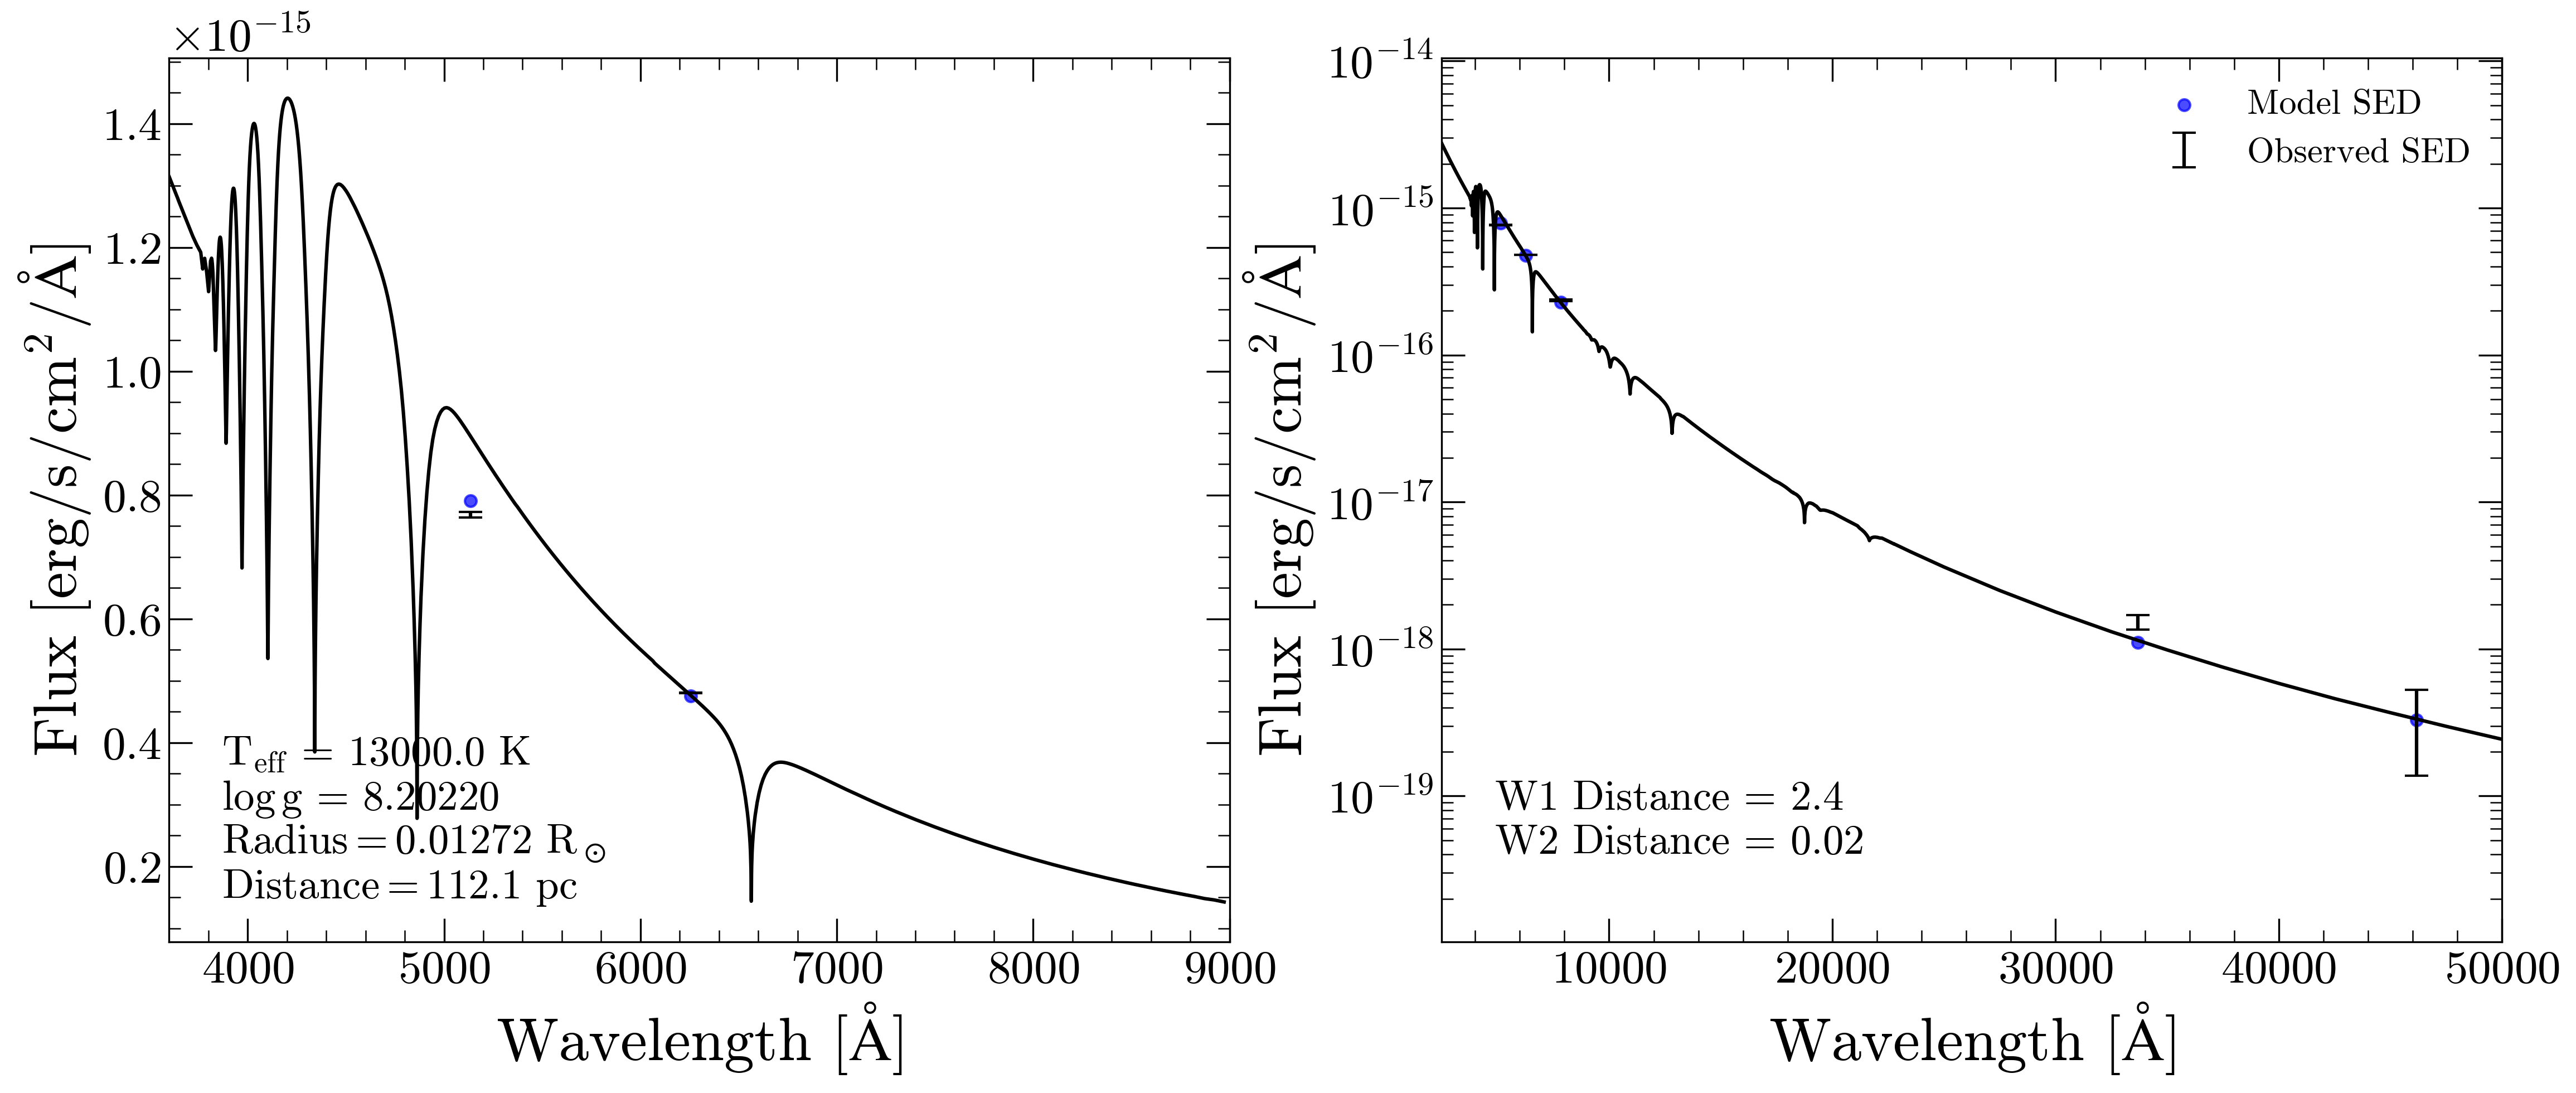 ×10⁻¹⁵
1.4
1.2
1.0
0.8
0.6
0.4
0.2
Flux [erg/s/cm²/Å]
T_eff = 13000.0 K
log g = 8.20220
Radius = 0.01272 R_⊙
Distance = 112.1 pc
4000 5000 6000 7000 8000 9000
Wavelength [Å]
10⁻¹⁴
10⁻¹⁵
10⁻¹⁶
10⁻¹⁷
10⁻¹⁸
10⁻¹⁹
Flux [erg/s/cm²/Å]
Model SED
Observed SED
W1 Distance = 2.4
W2 Distance = 0.02
10000 20000 30000 40000 50000
Wavelength [Å]